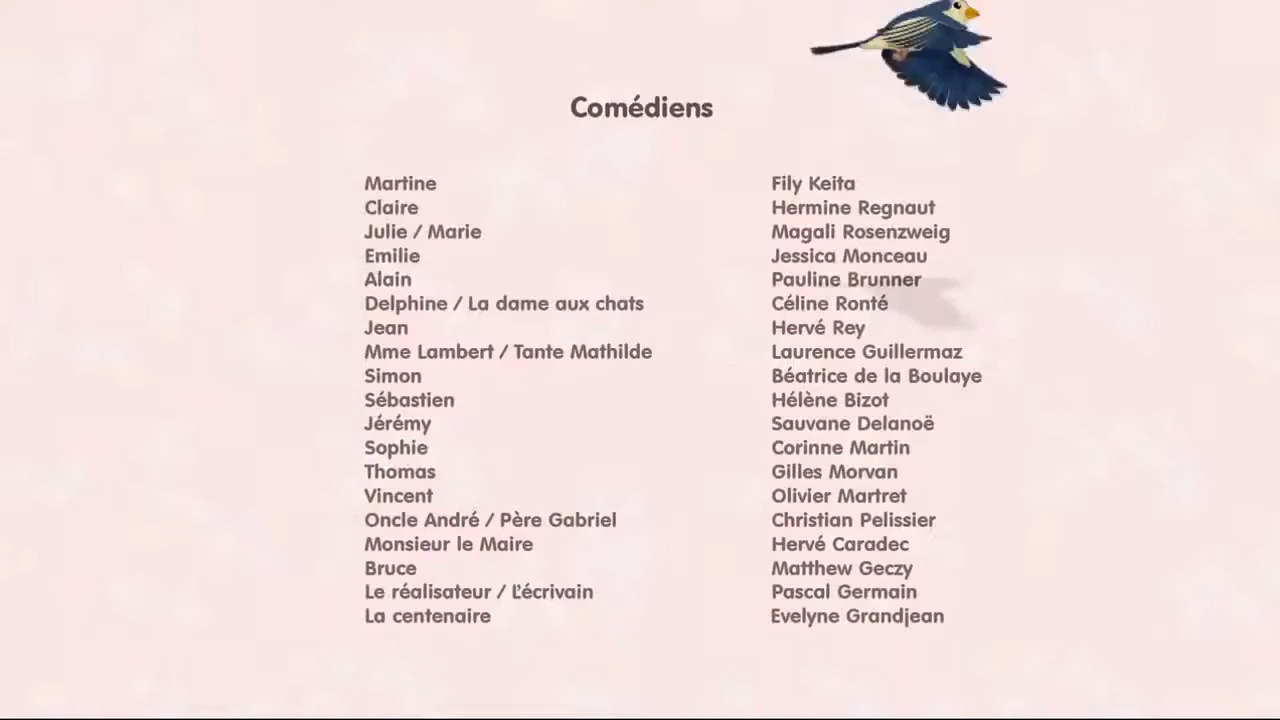 Comédiens
Martine Fily Keita
Claire Hermine Regnaut
Julie / Marie Magali Rosenzweig
Emilie Jessica Monceau
Alain Pauline Brunner
Delphine / La dame aux chats Céline Ronté
Jean Hervé Rey
Mme Lambert / Tante Mathilde Laurence Guillermaz
Simon Béatrice de la Boulaye
Sébastien Hélène Bizot
Jérémy Sauvane Delanoë
Sophie Corinne Martin
Thomas Gilles Morvan
Vincent Olivier Martret
Oncle André / Père Gabriel Christian Pelissier
Monsieur le Maire Hervé Caradec
Bruce Matthew Geczy
Le réalisateur / L'écrivain Pascal Germain
La centenaire Evelyne Grandjean